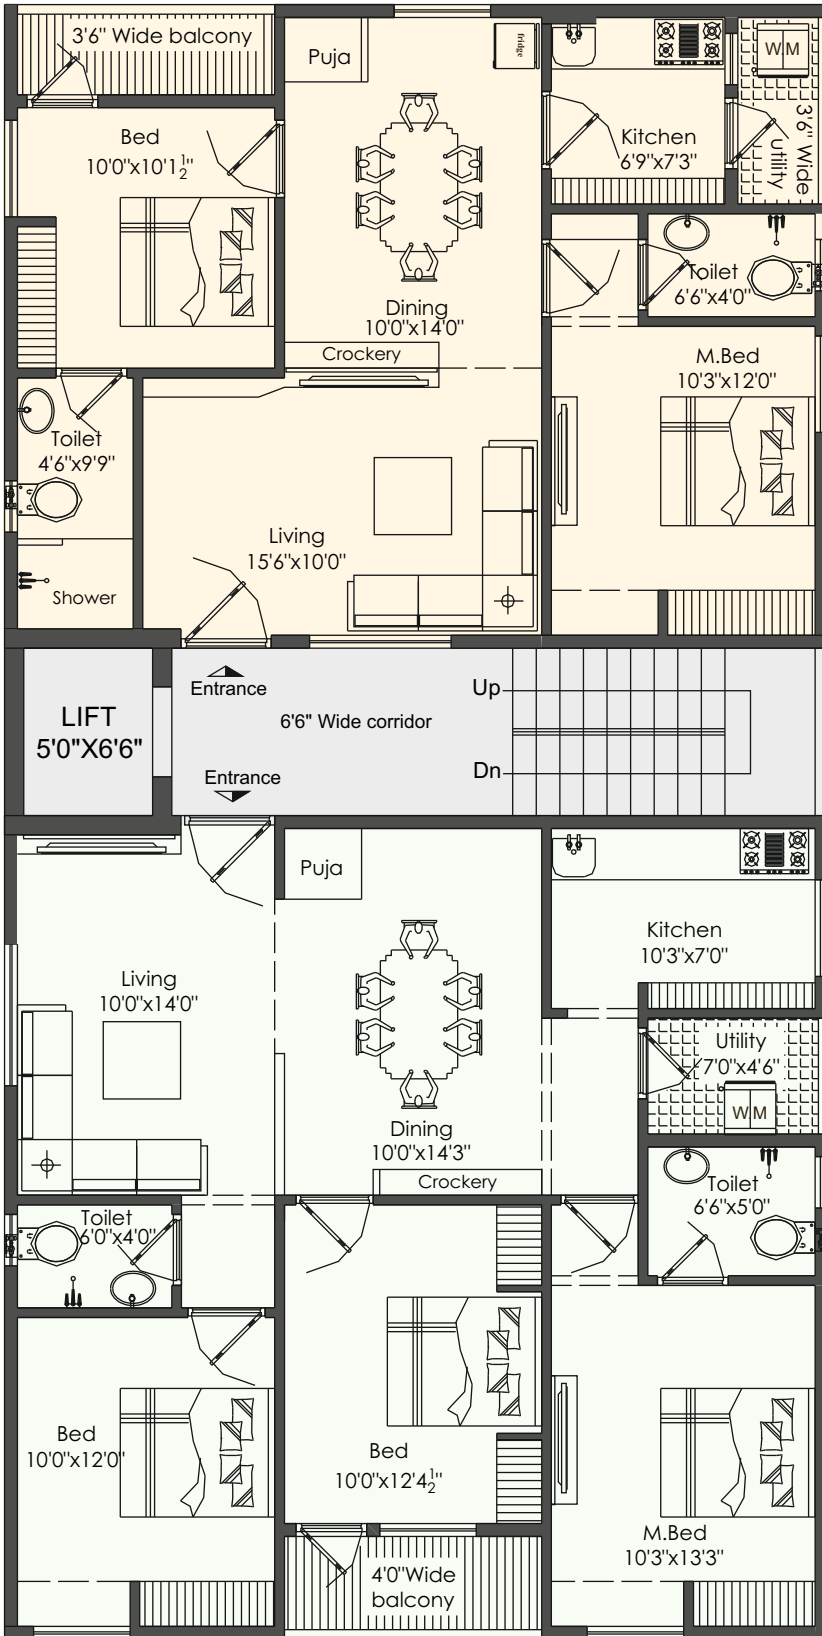 3'6" Wide balcony
Puja
fridge
WM
Bed
10'0"x10'1½"
Kitchen
6'9"x7'3"
3'6" Wide
utility
Dining
10'0"x14'0"
Toilet
6'6"x4'0"
Crockery
M.Bed
10'3"x12'0"
Toilet
4'6"x9'9"
Living
15'6"x10'0"
Shower
Entrance
LIFT
5'0"X6'6"
6'6" Wide corridor
Up
Dn
Entrance
Puja
Kitchen
10'3"x7'0"
Living
10'0"x14'0"
Utility
7'0"x4'6"
WM
Dining
10'0"x14'3"
Crockery
Toilet
6'6"x5'0"
Toilet
6'0"x4'0"
Bed
10'0"x12'0"
Bed
10'0"x12'4½"
M.Bed
10'3"x13'3"
4'0"Wide
balcony